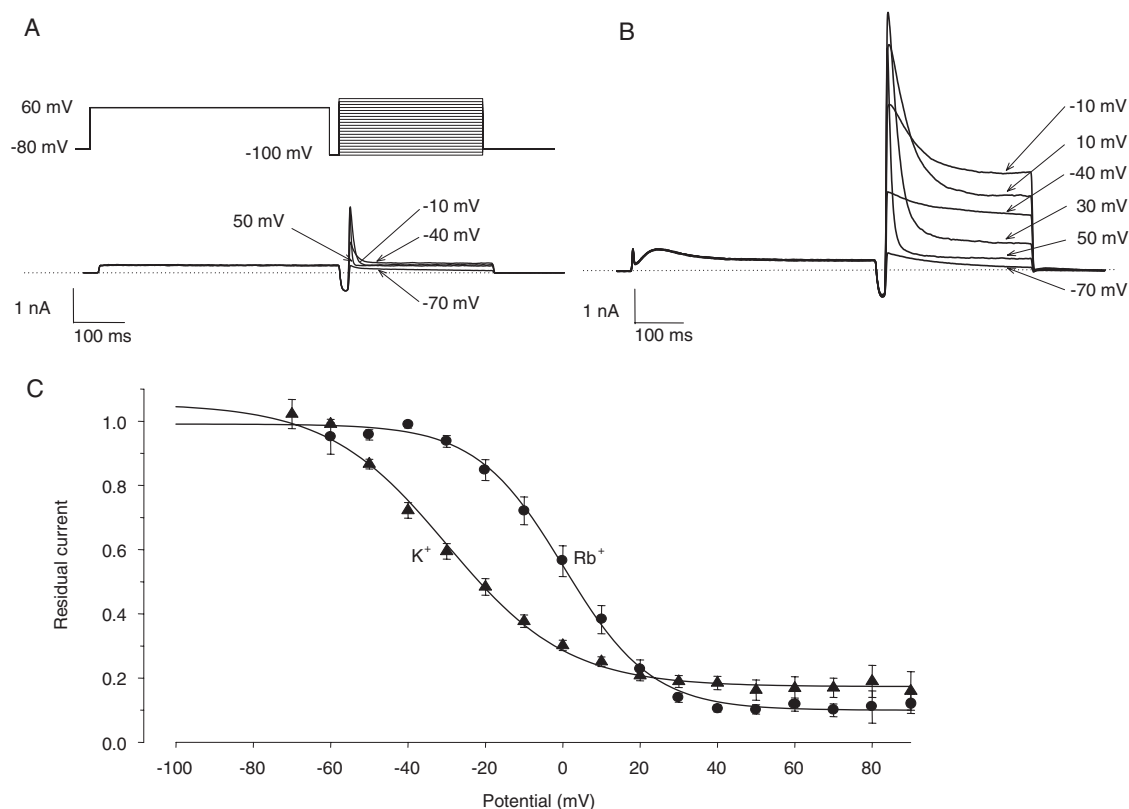 A
60 mV
-80 mV
-100 mV
50 mV
-10 mV
-40 mV
-70 mV
1 nA
100 ms
B
-10 mV
10 mV
-40 mV
30 mV
50 mV
-70 mV
1 nA
100 ms
C
1.0
0.8
0.6
0.4
0.2
0.0
Residual current
K+
Rb+
-100 -80 -60 -40 -20 0 20 40 60 80
Potential (mV)